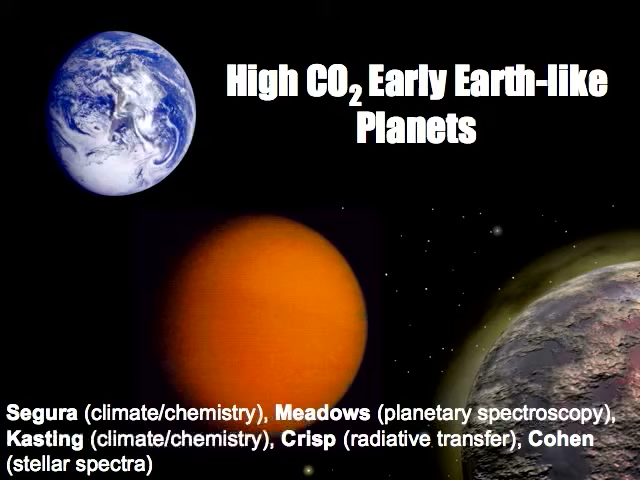 High CO₂ Early Earth-like
Planets
Segura (climate/chemistry), Meadows (planetary spectroscopy),
Kasting (climate/chemistry), Crisp (radiative transfer), Cohen
(stellar spectra)